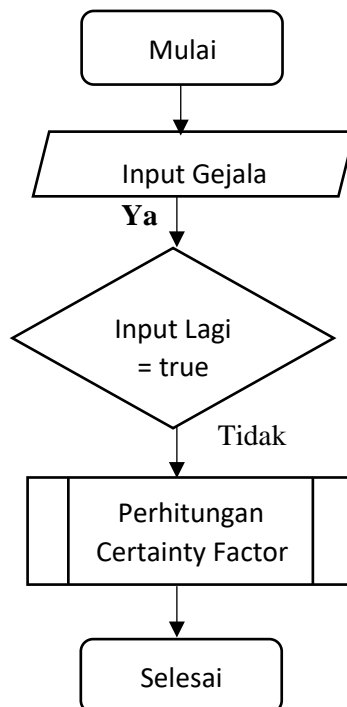 Mulai
Input Gejala
Ya
Input Lagi
= true
Tidak
Perhitungan
Certainty Factor
Selesai